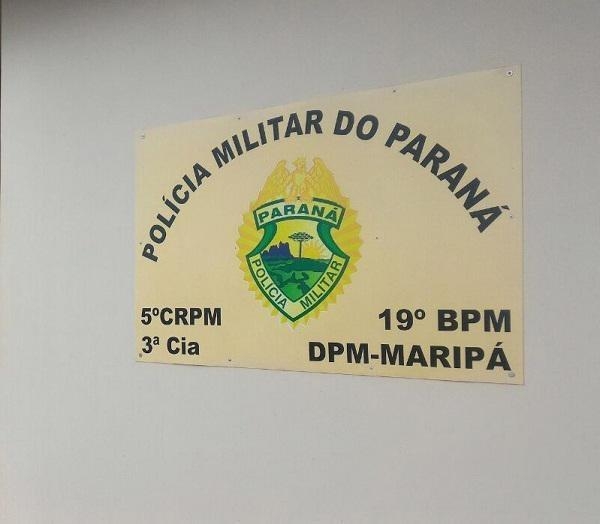 POLÍCIA MILITAR DO PARANÁ
PARANÁ
POLÍCIA MILITAR
5ºCRPM
19º BPM
3ª Cia
DPM-MARIPÁ